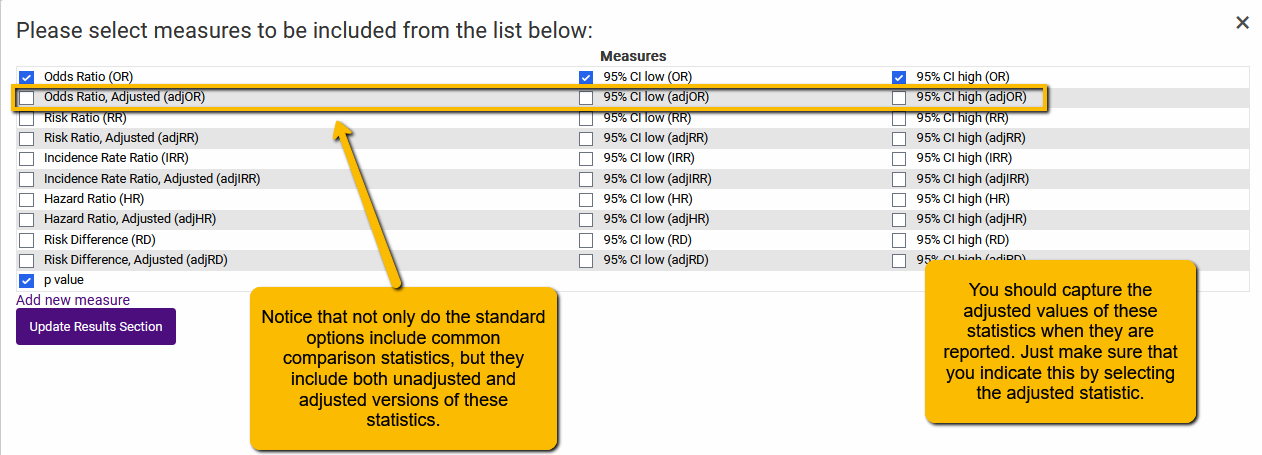 Please select measures to be included from the list below:
Measures
Odds Ratio (OR) 95% CI low (OR) 95% CI high (OR)
Odds Ratio, Adjusted (adjOR) 95% CI low (adjOR) 95% CI high (adjOR)
Risk Ratio (RR) 95% CI low (RR) 95% CI high (RR)
Risk Ratio, Adjusted (adjRR) 95% CI low (adjRR) 95% CI high (adjRR)
Incidence Rate Ratio (IRR) 95% CI low (IRR) 95% CI high (IRR)
Incidence Rate Ratio, Adjusted (adjIRR) 95% CI low (adjIRR) 95% CI high (adjIRR)
Hazard Ratio (HR) 95% CI low (HR) 95% CI high (HR)
Hazard Ratio, Adjusted (adjHR) 95% CI low (adjHR) 95% CI high (adjHR)
Risk Difference (RD) 95% CI low (RD) 95% CI high (RD)
Risk Difference, Adjusted (adjRD) 95% CI low (adjRD) 95% CI high (adjRD)
p value
Add new measure
Update Results Section
Notice that not only do the standard
options include common
comparison statistics, but they
include both unadjusted and
adjusted versions of these
statistics.
You should capture the
adjusted values of these
statistics when they are
reported. Just make sure that
you indicate this by selecting
the adjusted statistic.